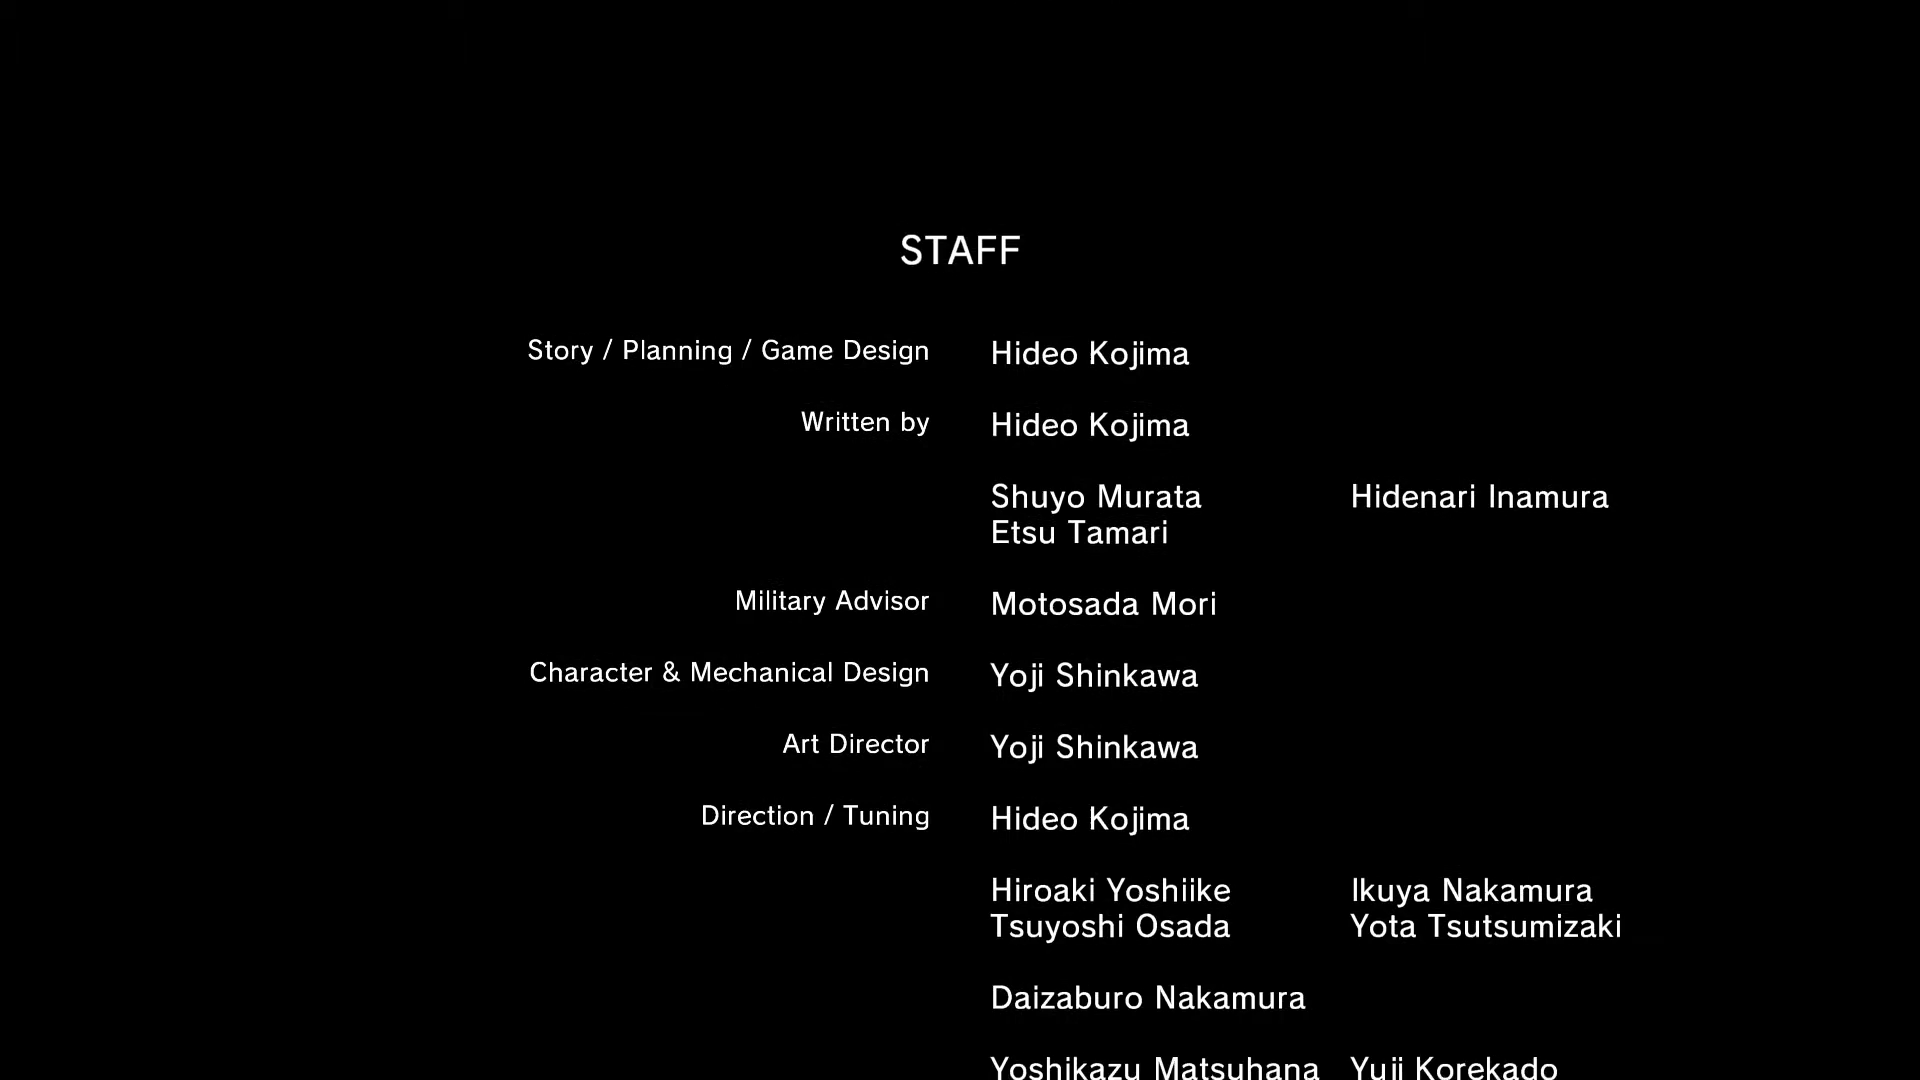 STAFF
Story / Planning / Game Design Hideo Kojima
Written by Hideo Kojima
Shuyo Murata Hidenari Inamura
Etsu Tamari
Military Advisor Motosada Mori
Character & Mechanical Design Yoji Shinkawa
Art Director Yoji Shinkawa
Direction / Tuning Hideo Kojima
Hiroaki Yoshiike Ikuya Nakamura
Tsuyoshi Osada Yota Tsutsumizaki
Daizaburo Nakamura
Yoshikazu Matsuhana Yuji Korekado